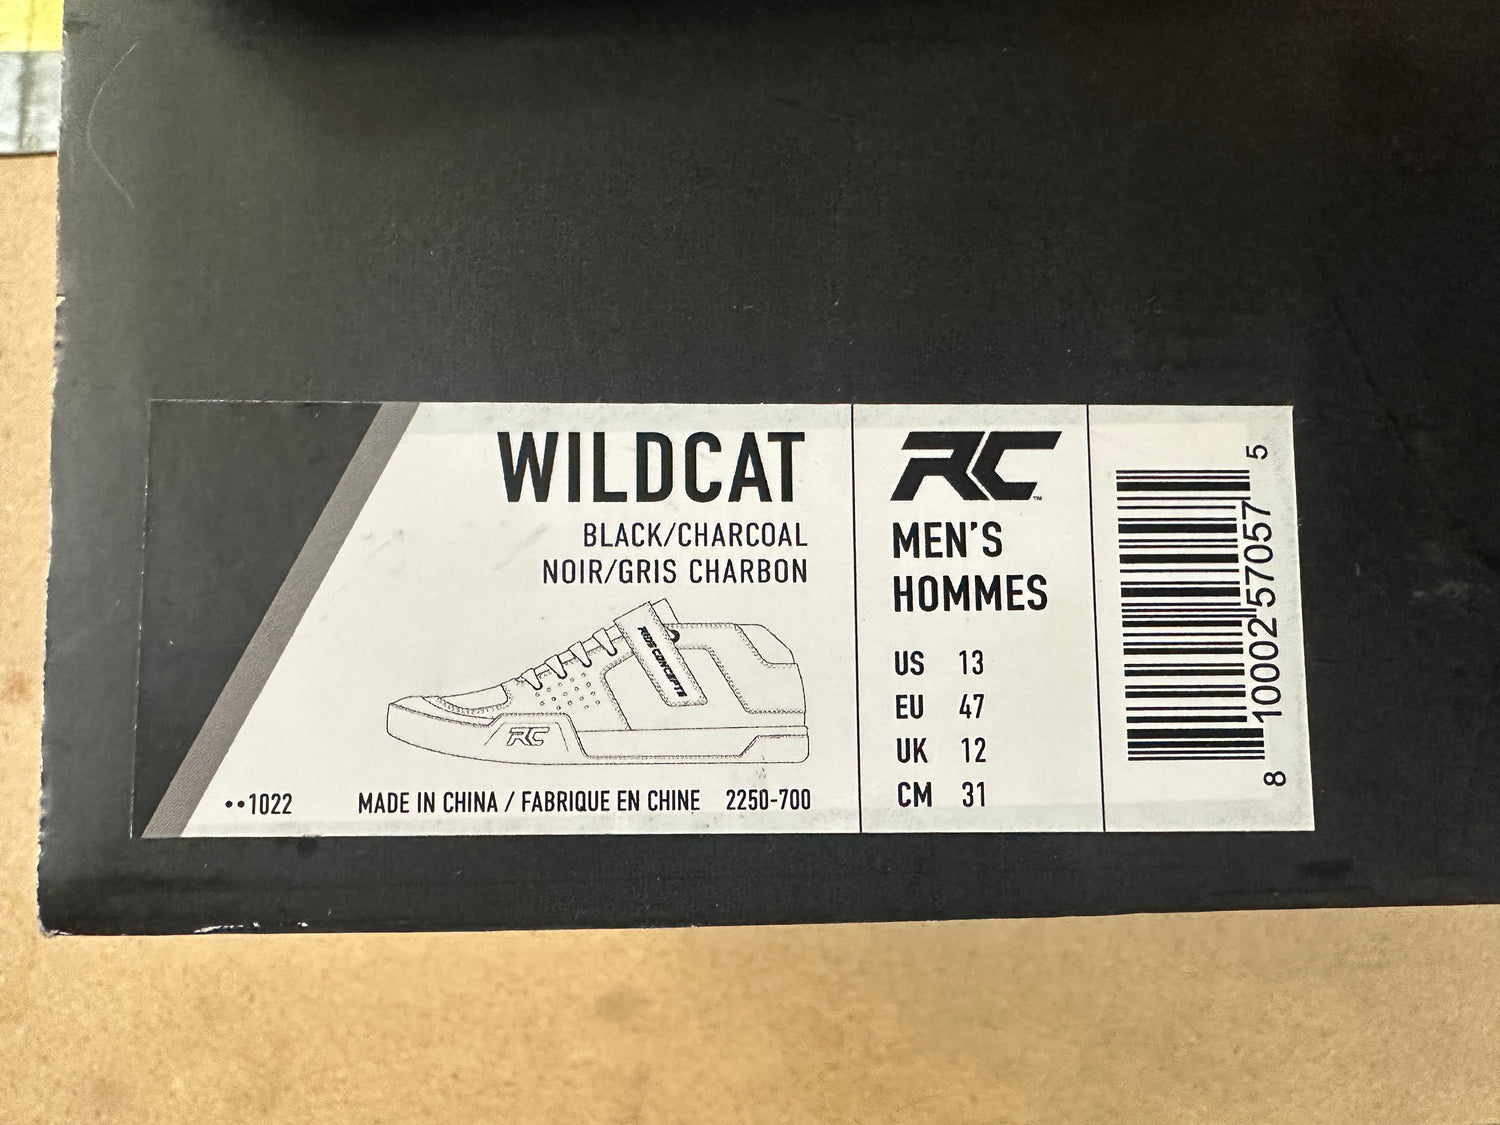 WILDCAT
BLACK/CHARCOAL
NOIR/GRIS CHARBON
RIDE CONCEPTS
RC
••1022
MADE IN CHINA / FABRIQUE EN CHINE 2250-700
RC™
MEN'S
HOMMES
US 13
EU 47
UK 12
CM 31
8 10002 57057 5